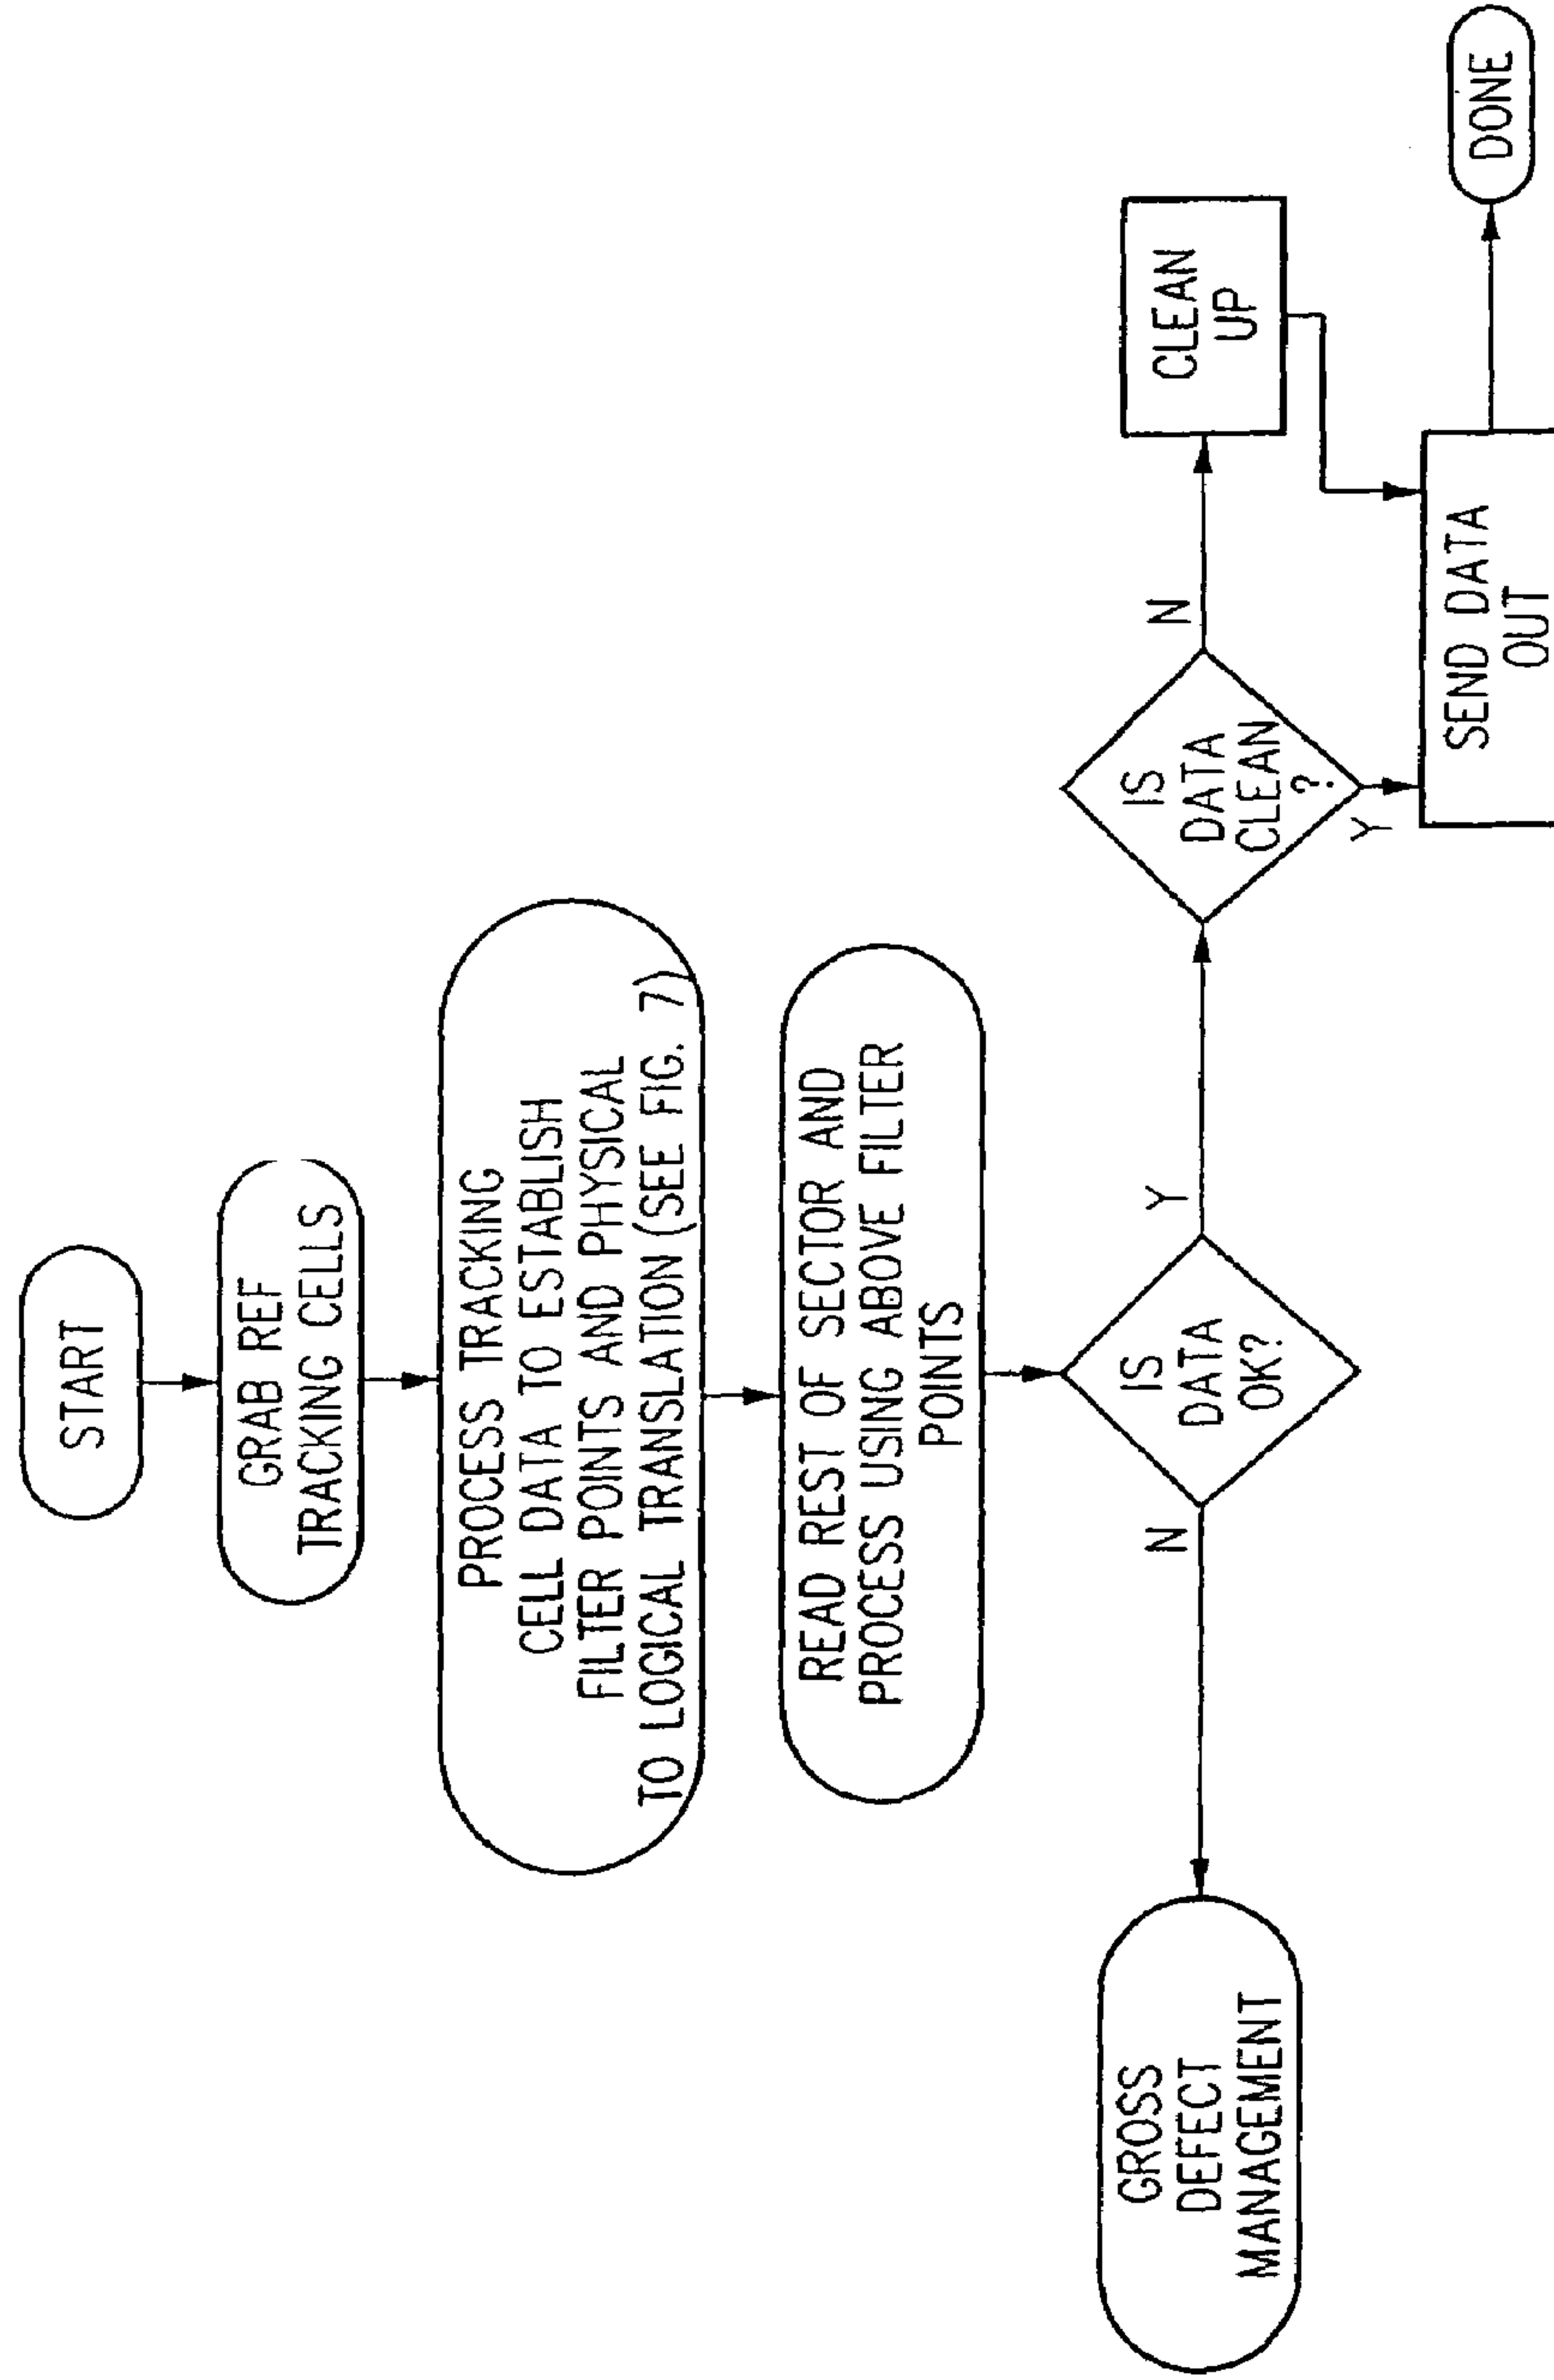 START
GRAB REF
TRACKING CELLS
PROCESS TRACKING
CELL DATA TO ESTABLISH
FILTER POINTS AND PHYSICAL
TO LOGICAL TRANSLATION (SEE FIG. 7)
READ REST OF SECTOR AND
PROCESS USING ABOVE FILTER
POINTS
IS
DATA
OK?
N
GROSS
DEFECT
MANAGEMENT
Y
IS
DATA
CLEAN
?
N
CLEAN
UP
Y
SEND DATA
OUT
DONE